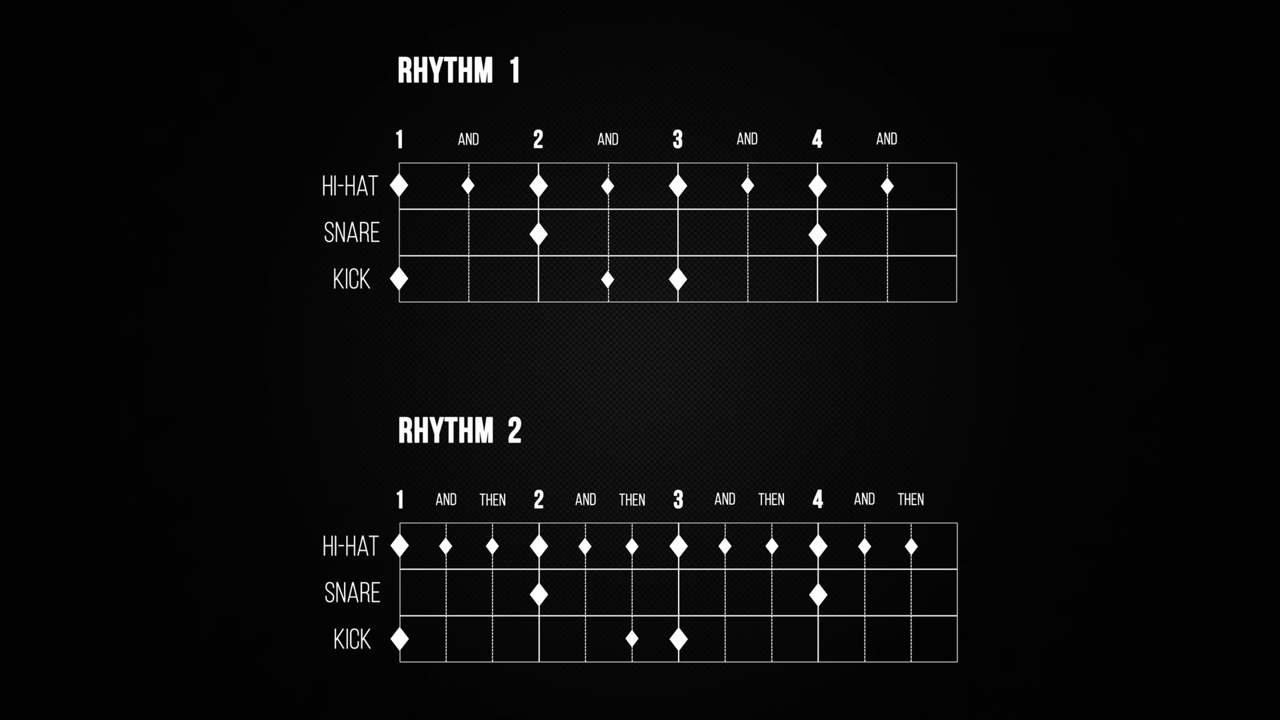 RHYTHM 1
1 AND 2 AND 3 AND 4 AND
HI-HAT
SNARE
KICK
RHYTHM 2
1 AND THEN 2 AND THEN 3 AND THEN 4 AND THEN
HI-HAT
SNARE
KICK